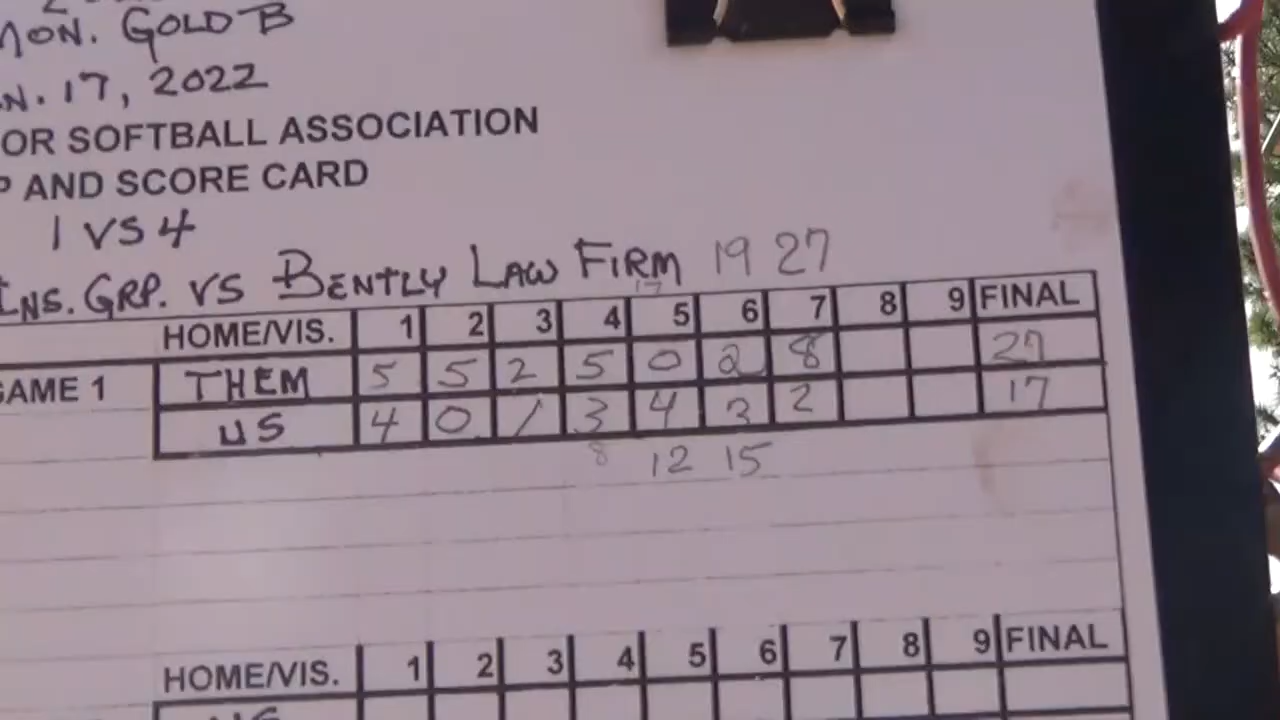 MON. GOLD B
N. 17, 2022
OR SOFTBALL ASSOCIATION
P AND SCORE CARD
1 VS 4
INS. GRP. VS BENTLY LAW FIRM 19 27
17
HOME/VIS. 1 2 3 4 5 6 7 8 9 FINAL
GAME 1 THEM 5 5 2 5 0 2 8 27
US 4 0 1 3 4 3 2 17
8 12 15
HOME/VIS. 1 2 3 4 5 6 7 8 9 FINAL
US